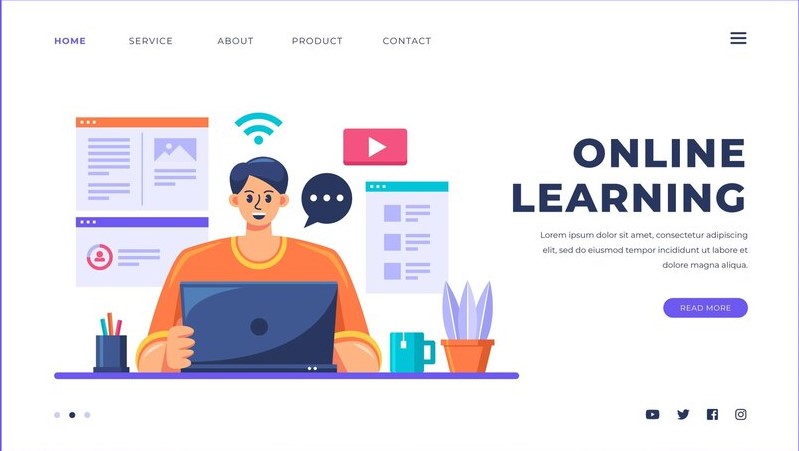 HOME SERVICE ABOUT PRODUCT CONTACT
ONLINE
LEARNING
Lorem ipsum dolor sit amet, consectetur adipiscing
elit, sed do eiusmod tempor incididunt ut labore et
dolore magna aliqua.
READ MORE